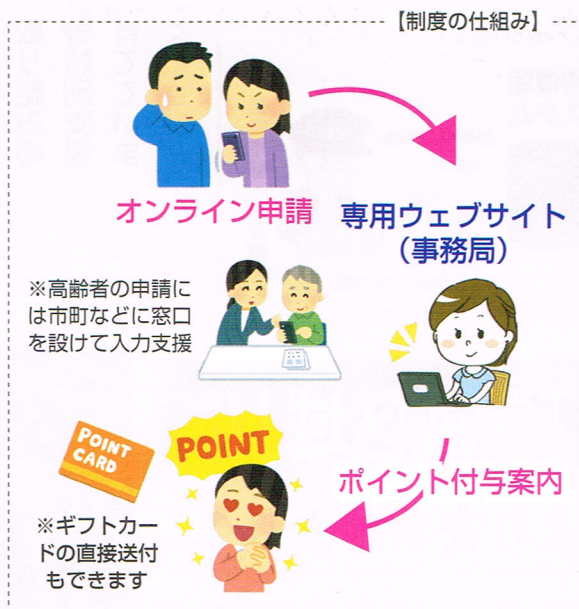 【制度の仕組み】
オンライン申請
専用ウェブサイト
(事務局)
※高齢者の申請に
は市町などに窓口
を設けて入力支援
POINT
CARD
POINT
ポイント付与案内
※ギフトカー
ドの直接送付
もできます